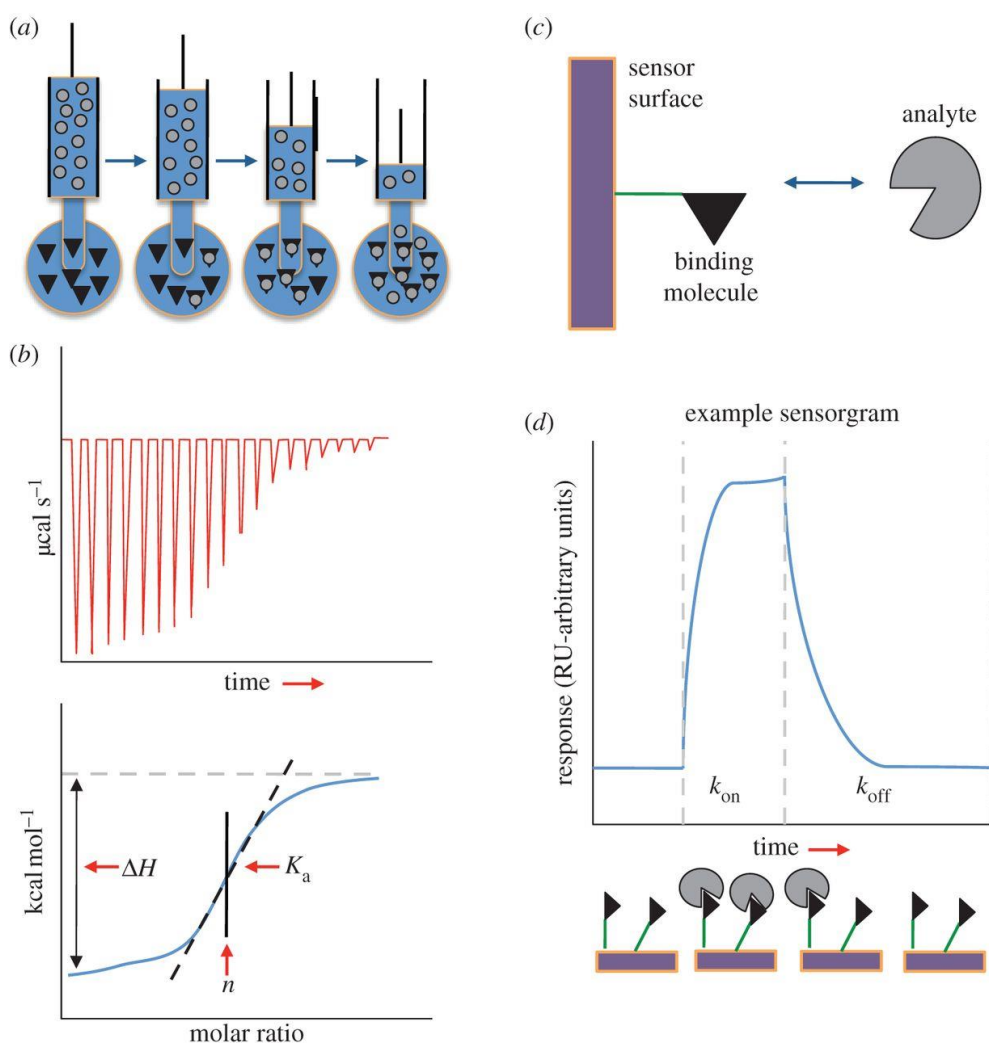 (a)
(c)
sensor
surface
analyte
binding
molecule
(b)
μcal s⁻¹
time
kcal mol⁻¹
ΔH
Kₐ
n
molar ratio
(d)
example sensorgram
response (RU-arbitrary units)
k_on
k_off
time